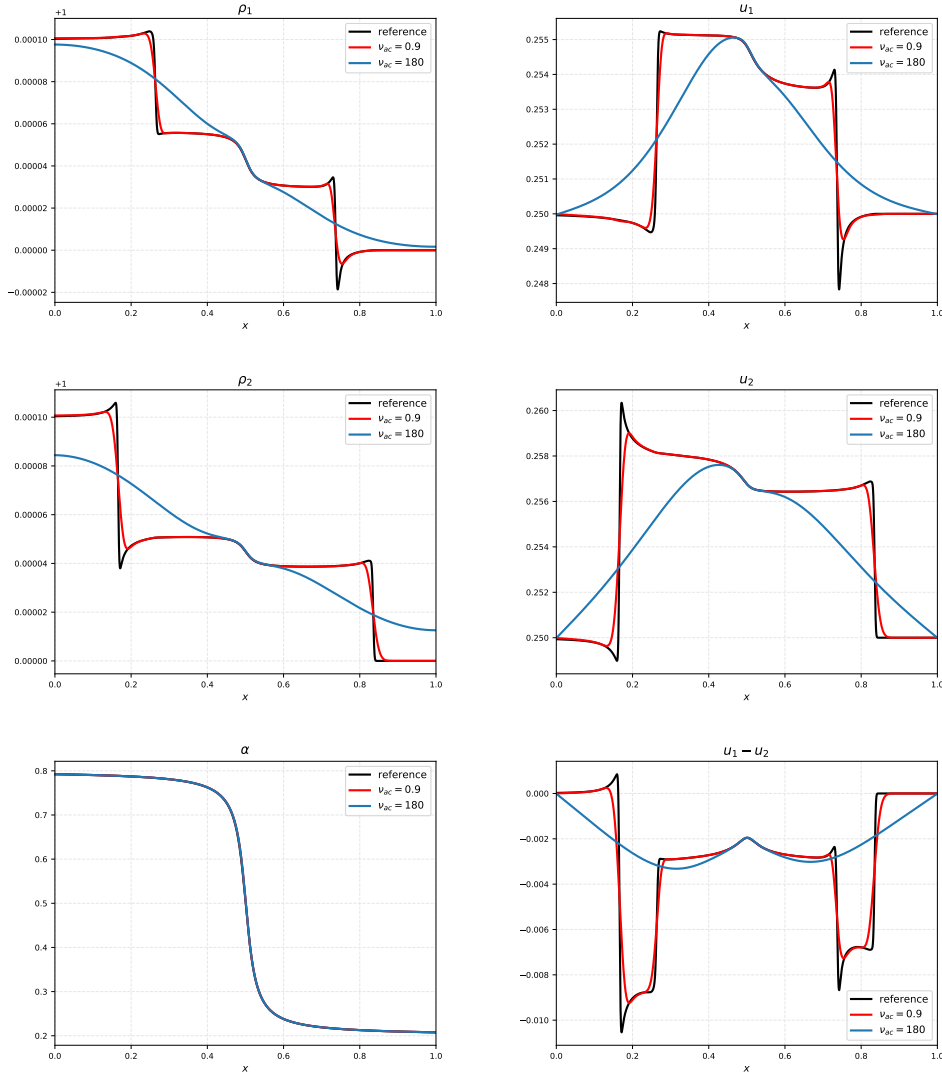 ρ₁
+1
reference
ν_ac = 0.9
ν_ac = 180
0.00010
0.00008
0.00006
0.00004
0.00002
0.00000
−0.00002
0.0 0.2 0.4 0.6 0.8 1.0
x
u₁
reference
ν_ac = 0.9
ν_ac = 180
0.255
0.254
0.253
0.252
0.251
0.250
0.249
0.248
0.0 0.2 0.4 0.6 0.8 1.0
x
ρ₂
+1
reference
ν_ac = 0.9
ν_ac = 180
0.00010
0.00008
0.00006
0.00004
0.00002
0.00000
0.0 0.2 0.4 0.6 0.8 1.0
x
u₂
reference
ν_ac = 0.9
ν_ac = 180
0.260
0.258
0.256
0.254
0.252
0.250
0.0 0.2 0.4 0.6 0.8 1.0
x
α
reference
ν_ac = 0.9
ν_ac = 180
0.8
0.7
0.6
0.5
0.4
0.3
0.2
0.0 0.2 0.4 0.6 0.8 1.0
x
u₁ − u₂
0.000
−0.002
−0.004
−0.006
−0.008
−0.010
reference
ν_ac = 0.9
ν_ac = 180
0.0 0.2 0.4 0.6 0.8 1.0
x